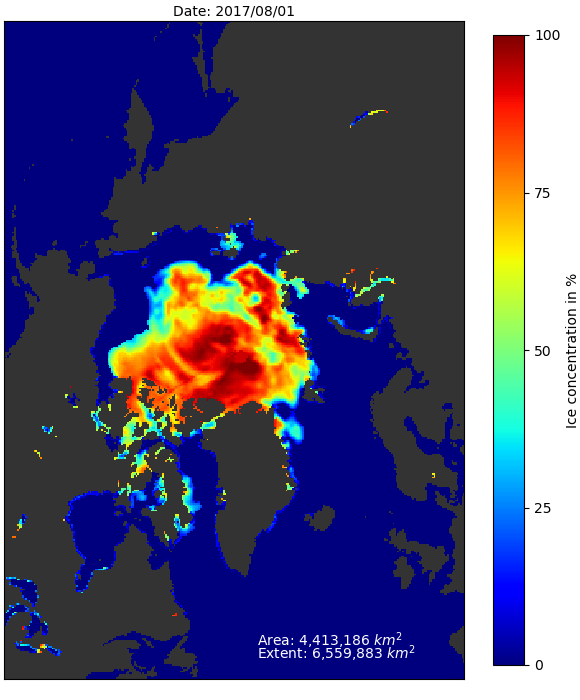 Date: 2017/08/01
100
75
50
25
0
Ice concentration in %
Area: 4,413,186 km²
Extent: 6,559,883 km²